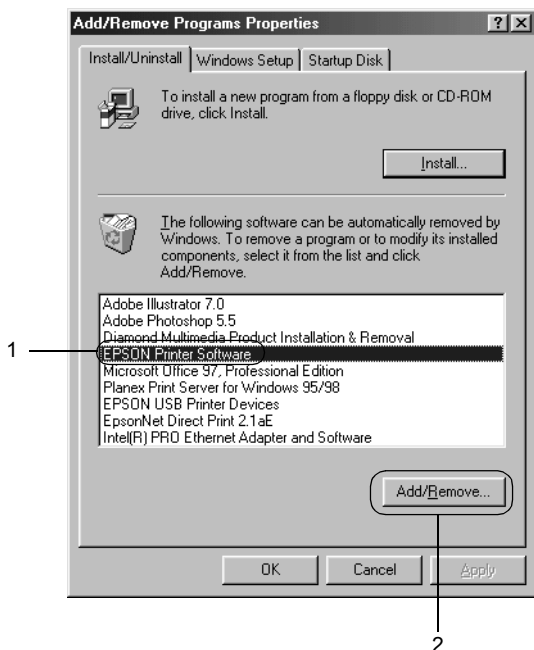 Add/Remove Programs Properties
Install/Uninstall Windows Setup Startup Disk
To install a new program from a floppy disk or CD-ROM
drive, click Install.
Install...
The following software can be automatically removed by
Windows. To remove a program or to modify its installed
components, select it from the list and click
Add/Remove.
Adobe Illustrator 7.0
Adobe Photoshop 5.5
Diamond Multimedia Product Installation & Removal
1
EPSON Printer Software
Microsoft Office 97, Professional Edition
Planex Print Server for Windows 95/98
EPSON USB Printer Devices
EpsonNet Direct Print 2.1aE
Intel(R) PRO Ethernet Adapter and Software
Add/Remove...
OK Cancel Apply
2